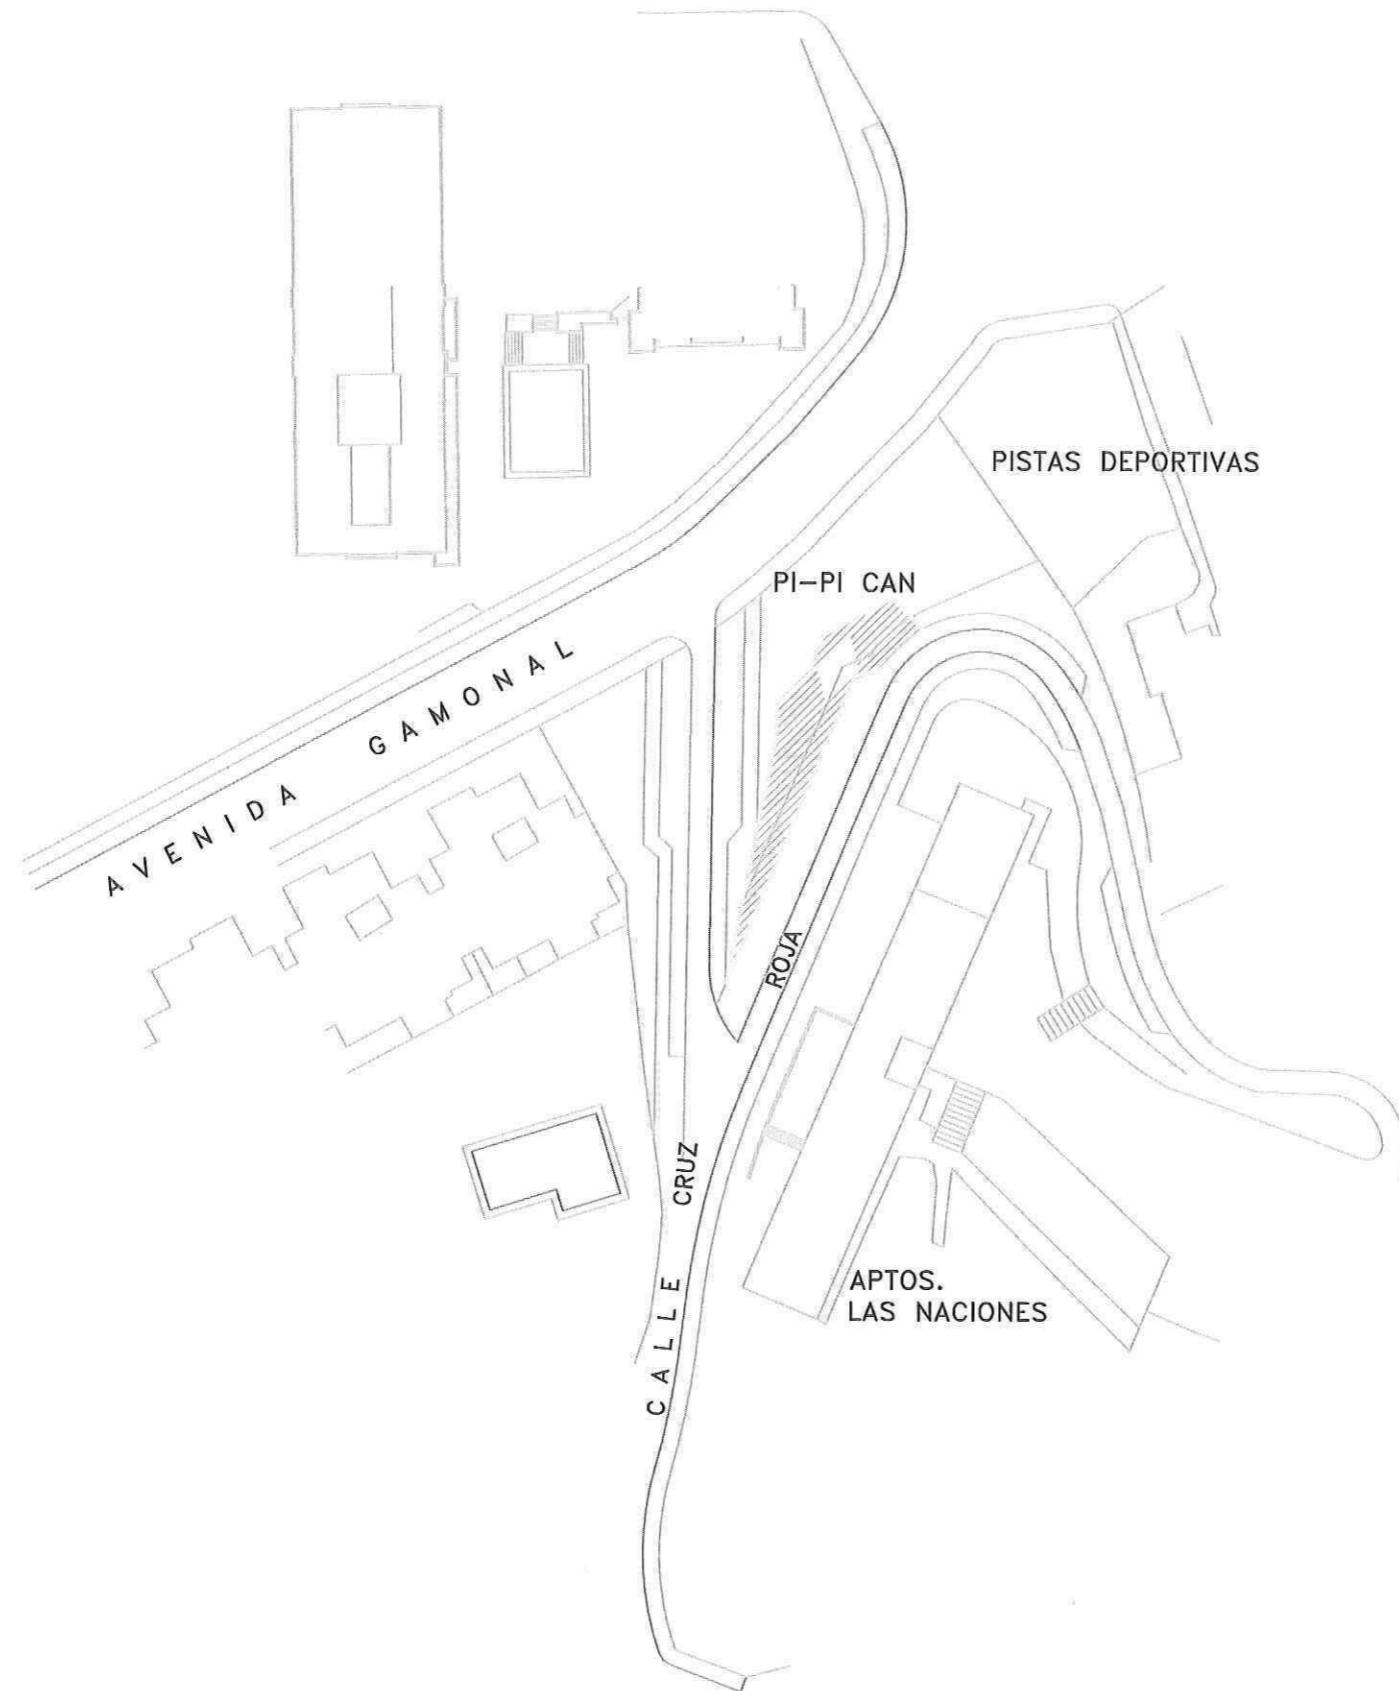 PISTAS DEPORTIVAS
PI-PI CAN
AVENIDA GAMONAL
CALLE CRUZ ROJA
APTOS.
LAS NACIONES